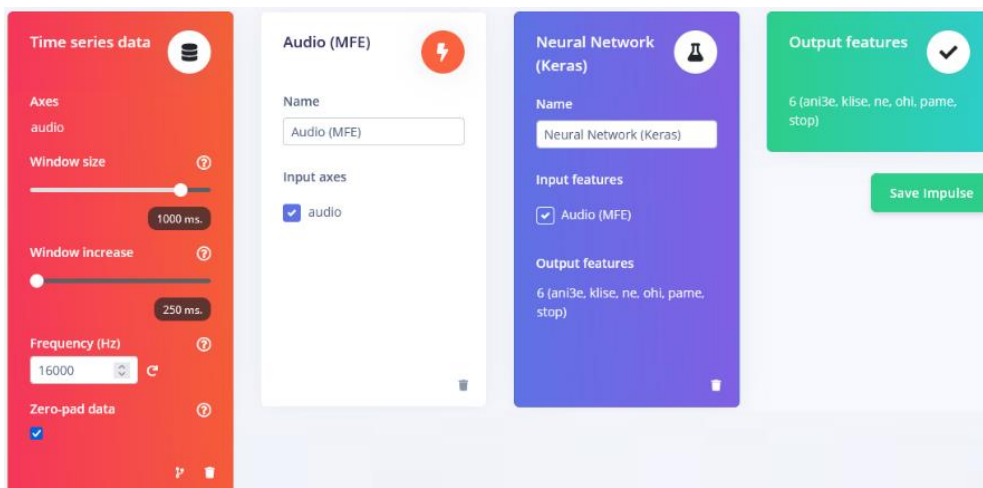 Time series data
Axes
audio
Window size
1000 ms.
Window increase
250 ms.
Frequency (Hz)
16000
Zero-pad data
Audio (MFE)
Name
Audio (MFE)
Input axes
audio
Neural Network
(Keras)
Name
Neural Network (Keras)
Input features
Audio (MFE)
Output features
6 (ani3e, klise, ne, ohi, pame,
stop)
Output features
6 (ani3e, klise, ne, ohi, pame,
stop)
Save Impulse